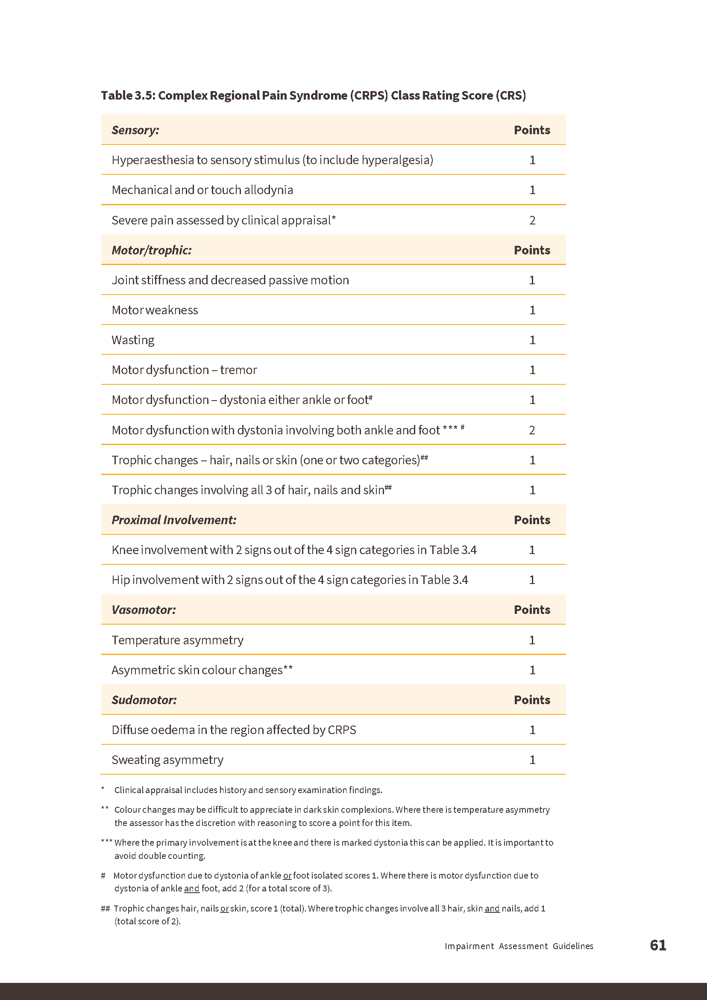 Table 3.5: Complex Regional Pain Syndrome (CRPS) Class Rating Score (CRS)
Sensory: Points
Hyperaesthesia to sensory stimulus (to include hyperalgesia) 1
Mechanical and or touch allodynia 1
Severe pain assessed by clinical appraisal* 2
Motor/trophic: Points
Joint stiffness and decreased passive motion 1
Motor weakness 1
Wasting 1
Motor dysfunction – tremor 1
Motor dysfunction – dystonia either ankle or foot# 1
Motor dysfunction with dystonia involving both ankle and foot *** # 2
Trophic changes – hair, nails or skin (one or two categories)## 1
Trophic changes involving all 3 of hair, nails and skin## 1
Proximal Involvement: Points
Knee involvement with 2 signs out of the 4 sign categories in Table 3.4 1
Hip involvement with 2 signs out of the 4 sign categories in Table 3.4 1
Vasomotor: Points
Temperature asymmetry 1
Asymmetric skin colour changes** 1
Sudomotor: Points
Diffuse oedema in the region affected by CRPS 1
Sweating asymmetry 1
* Clinical appraisal includes history and sensory examination findings.
** Colour changes may be difficult to appreciate in dark skin complexions. Where there is temperature asymmetry
the assessor has the discretion with reasoning to score a point for this item.
*** Where the primary involvement is at the knee and there is marked dystonia this can be applied. It is important to
avoid double counting.
# Motor dysfunction due to dystonia of ankle or foot isolated scores 1. Where there is motor dysfunction due to
dystonia of ankle and foot, add 2 (for a total score of 3).
## Trophic changes hair, nails or skin, score 1 (total). Where trophic changes involve all 3 hair, skin and nails, add 1
(total score of 2).
Impairment Assessment Guidelines 61